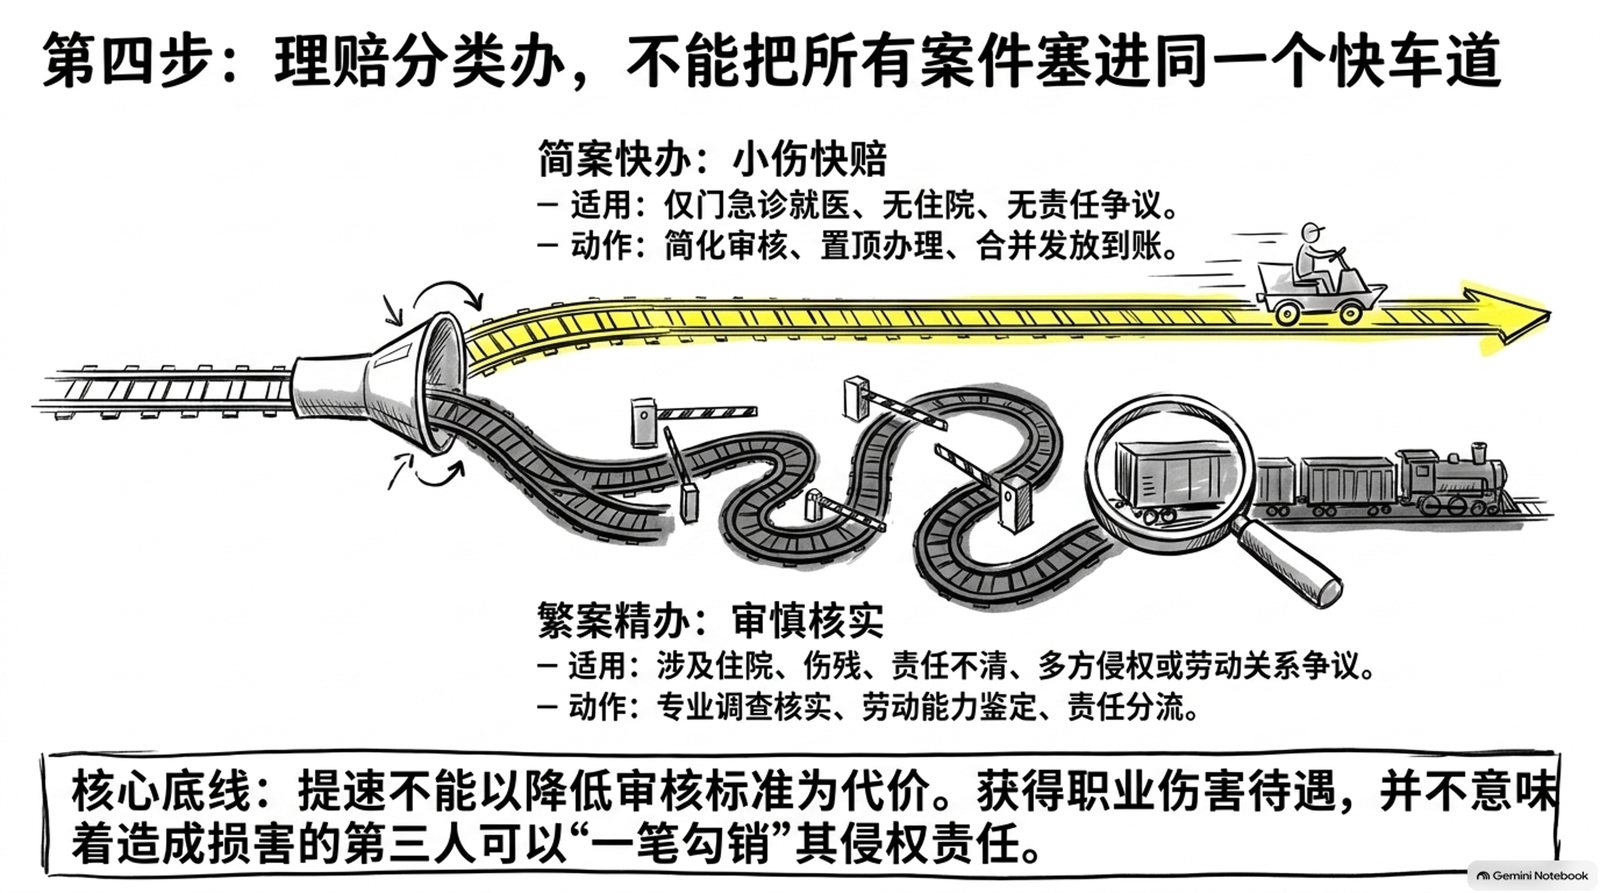 第四步：理赔分类办，不能把所有案件塞进同一个快车道
简案快办：小伤快赔
– 适用：仅门急诊就医、无住院、无责任争议。
– 动作：简化审核、置顶办理、合并发放到账。
繁案精办：审慎核实
– 适用：涉及住院、伤残、责任不清、多方侵权或劳动关系争议。
– 动作：专业调查核实、劳动能力鉴定、责任分流。
核心底线：提速不能以降低审核标准为代价。获得职业伤害待遇，并不意味
着造成损害的第三人可以“一笔勾销”其侵权责任。
Gemini Notebook